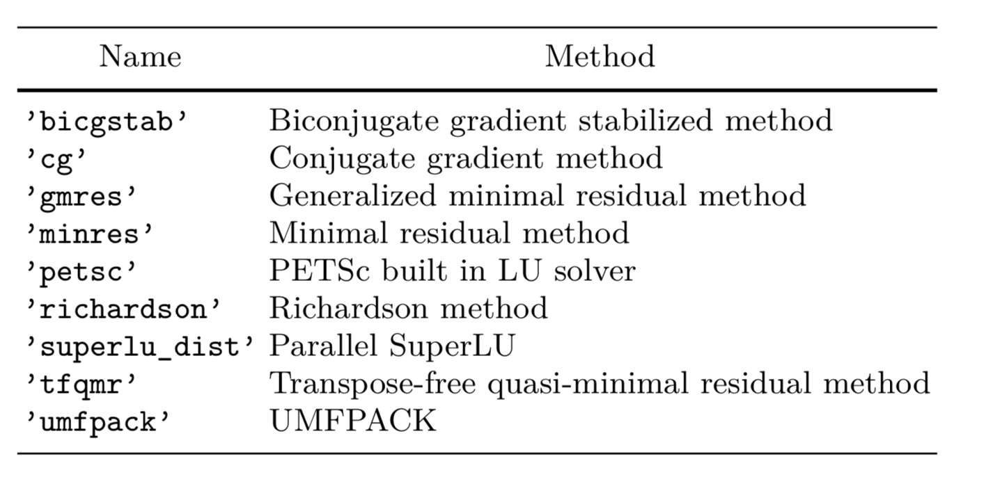 Name Method
’bicgstab’ Biconjugate gradient stabilized method
’cg’ Conjugate gradient method
’gmres’ Generalized minimal residual method
’minres’ Minimal residual method
’petsc’ PETSc built in LU solver
’richardson’ Richardson method
’superlu_dist’ Parallel SuperLU
’tfqmr’ Transpose-free quasi-minimal residual method
’umfpack’ UMFPACK